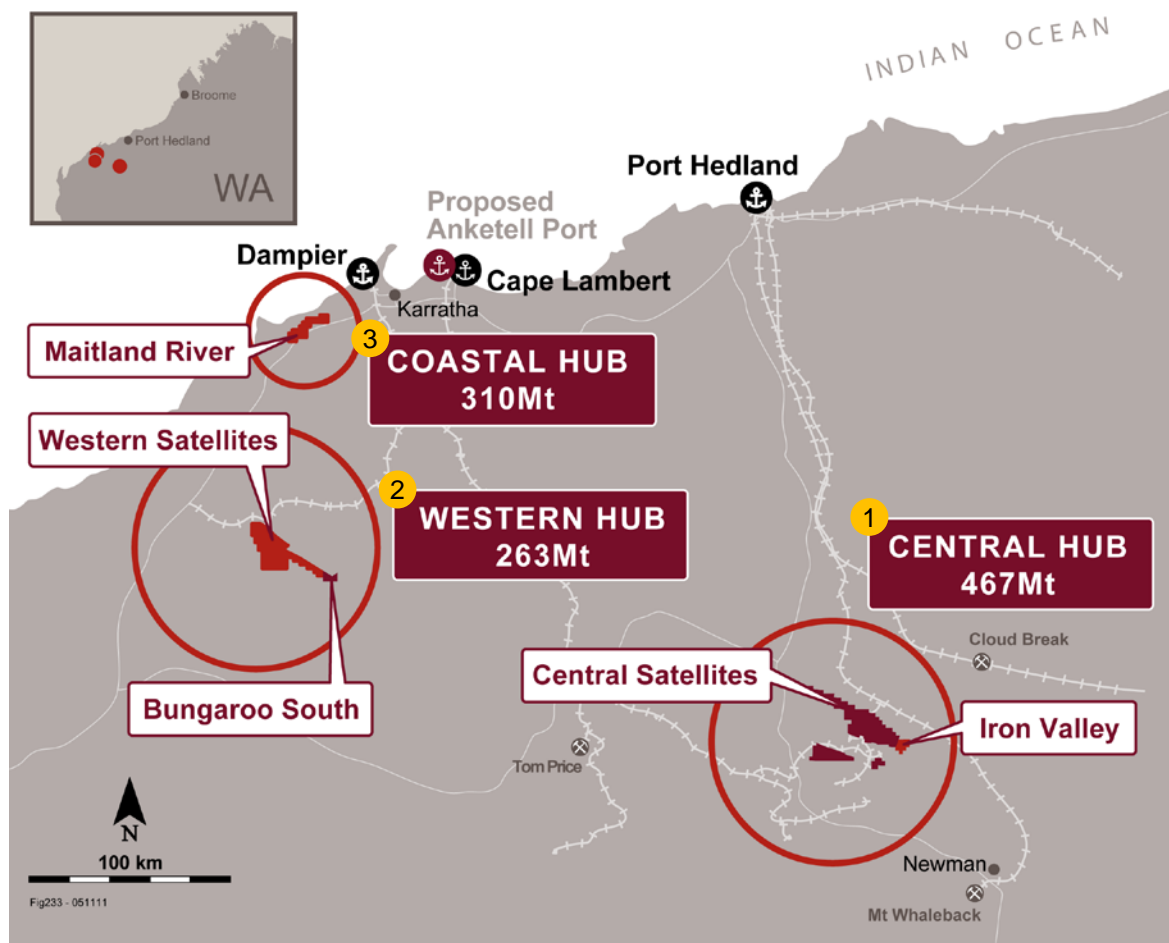 INDIAN OCEAN
Broome
Port Hedland
WA
Port Hedland
Proposed
Anketell Port
Dampier
Cape Lambert
Karratha
Maitland River
3
COASTAL HUB
310Mt
Western Satellites
2
WESTERN HUB
263Mt
1
CENTRAL HUB
467Mt
Cloud Break
Central Satellites
Bungaroo South
Iron Valley
Tom Price
N
100 km
Newman
Mt Whaleback
Fig233 - 051111